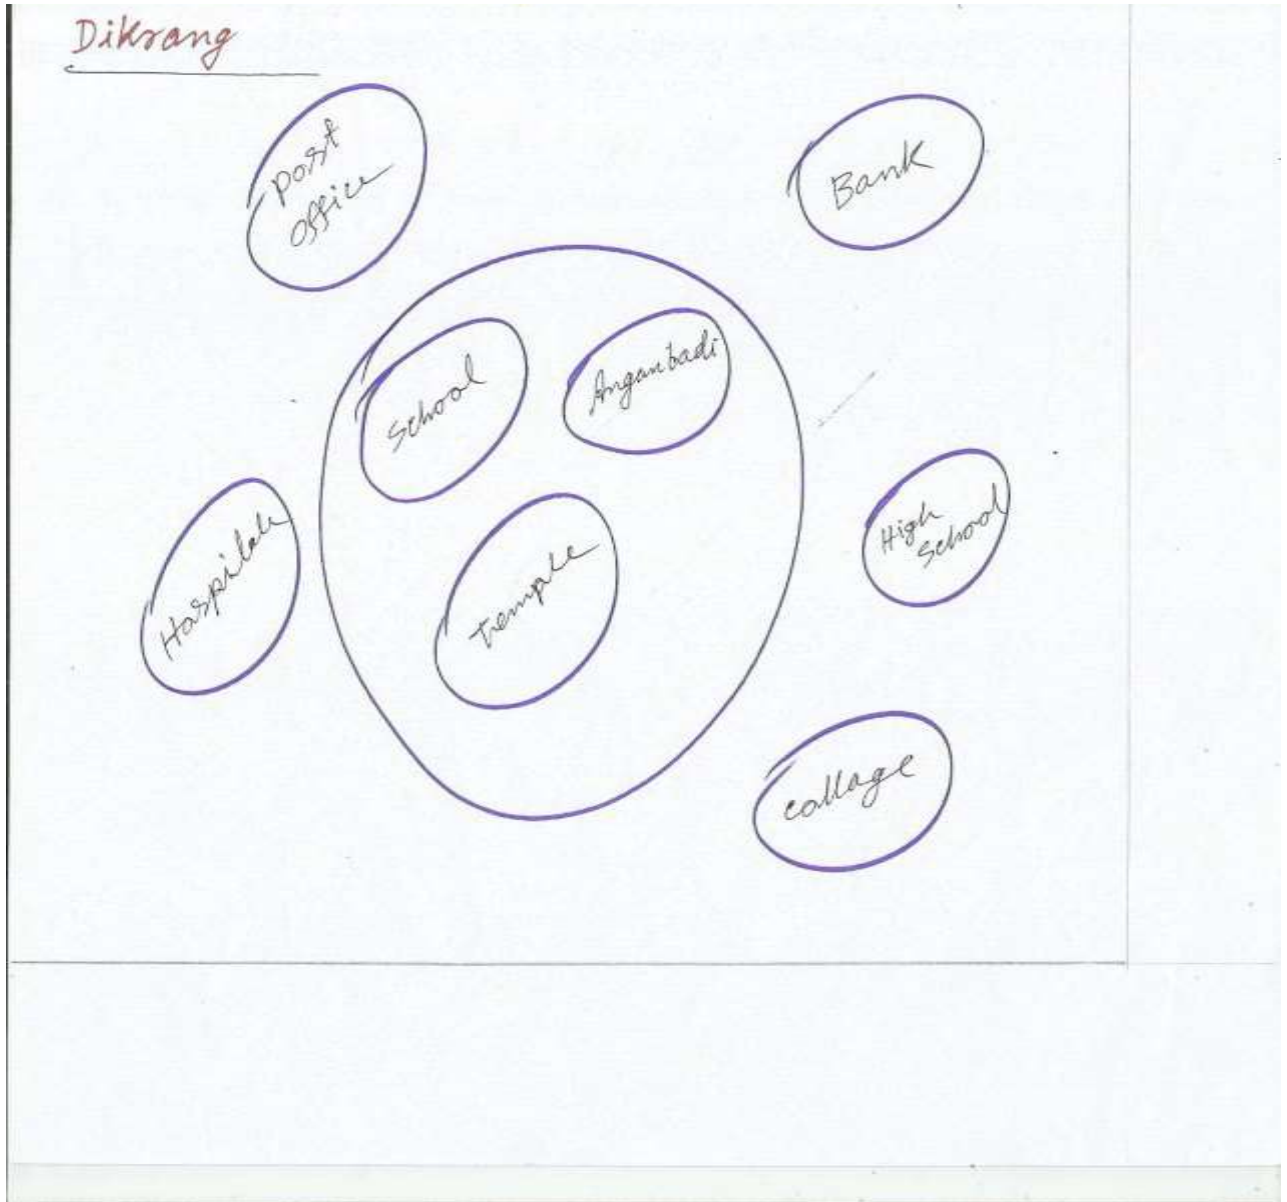 Dikrang
post
office
Bank
School
Anganbadi
Hospital
Temple
High
School
collage